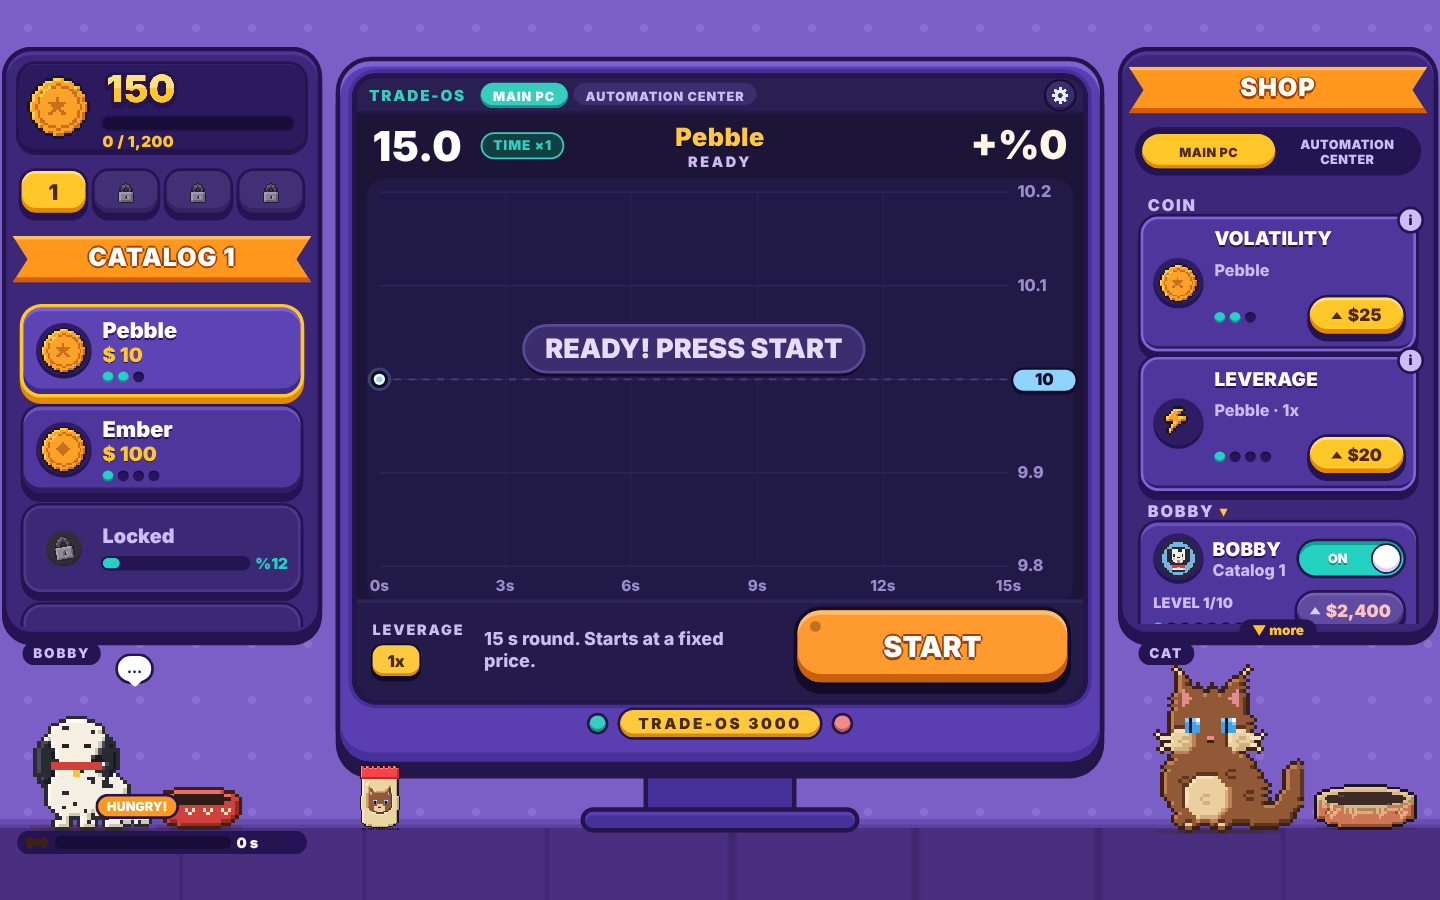 150
0 / 1,200
1
CATALOG 1
Pebble
$ 10
Ember
$ 100
Locked
%12
BOBBY
...
HUNGRY!
0 s
TRADE-OS
MAIN PC
AUTOMATION CENTER
15.0
TIME ×1
Pebble
READY
+%0
10.2
10.1
READY! PRESS START
10
9.9
9.8
0s
3s
6s
9s
12s
15s
LEVERAGE
1x
15 s round. Starts at a fixed
price.
START
TRADE-OS 3000
SHOP
MAIN PC
AUTOMATION
CENTER
COIN
i
VOLATILITY
Pebble
$25
i
LEVERAGE
Pebble · 1x
$20
BOBBY
BOBBY
Catalog 1
ON
LEVEL 1/10
$2,400
more
CAT